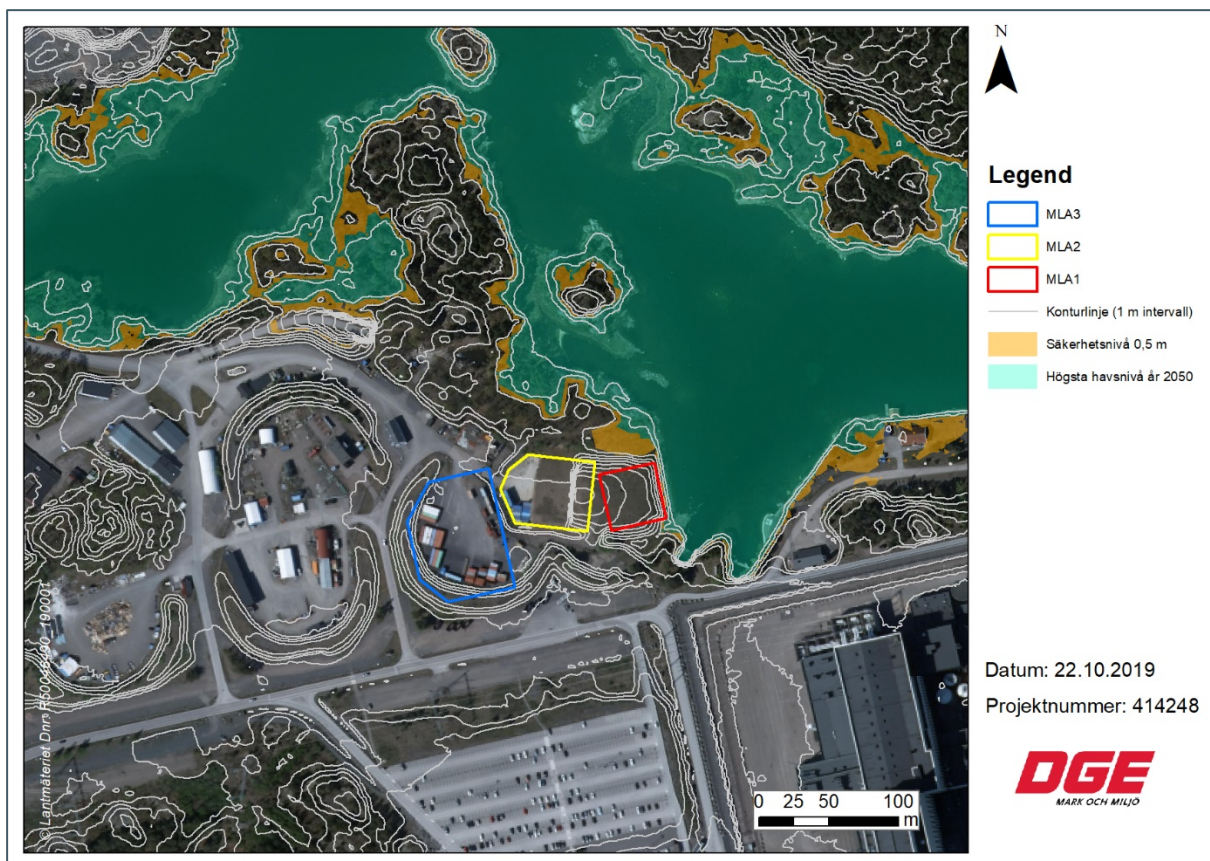 N
Legend
MLA3
MLA2
MLA1
Konturlinje (1 m intervall)
Säkerhetsnivå 0,5 m
Högsta havsnivå år 2050
Datum: 22.10.2019
Projektnummer: 414248
DGE
MARK OCH MILJÖ
0 25 50 100
m